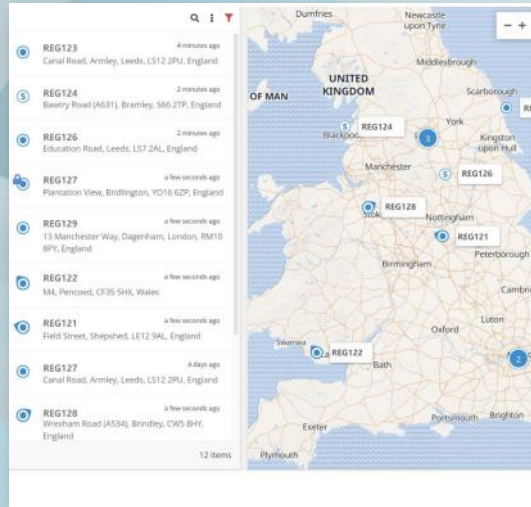 REG123
4 minutes ago
Canal Road, Armley, Leeds, LS12 2PU, England
REG124
2 minutes ago
Bawtry Road (A631), Bramley, S66 2TP, England
REG126
2 minutes ago
Education Road, Leeds, LS7 2AL, England
REG127
a few seconds ago
Plantation View, Bridlington, YO16 6ZP, England
REG129
a few seconds ago
13 Manchester Way, Dagenham, London, RM10
8PY, England
REG122
a few seconds ago
M4, Pencoed, CF35 5HX, Wales
REG121
a few seconds ago
Field Street, Shepshed, LE12 9AL, England
REG127
4 days ago
Canal Road, Armley, Leeds, LS12 2PU, England
REG128
a few seconds ago
Wrexham Road (A534), Brindley, CW5 8HY,
England
12 items
Dumfries
Newcastle
upon Tyne
Middlesbrough
UNITED
KINGDOM
OF MAN
Scarborough
S
REG124
Blackpoo
3
York
Kingston
upon Hull
Manchester
S
REG126
REG128
Stok
Nottingham
REG121
Birmingham
Peterborough
Cambri
Luton
Oxford
Swansea
REG122
Bath
2
Portsmouth
Brighton
Exeter
Plymouth